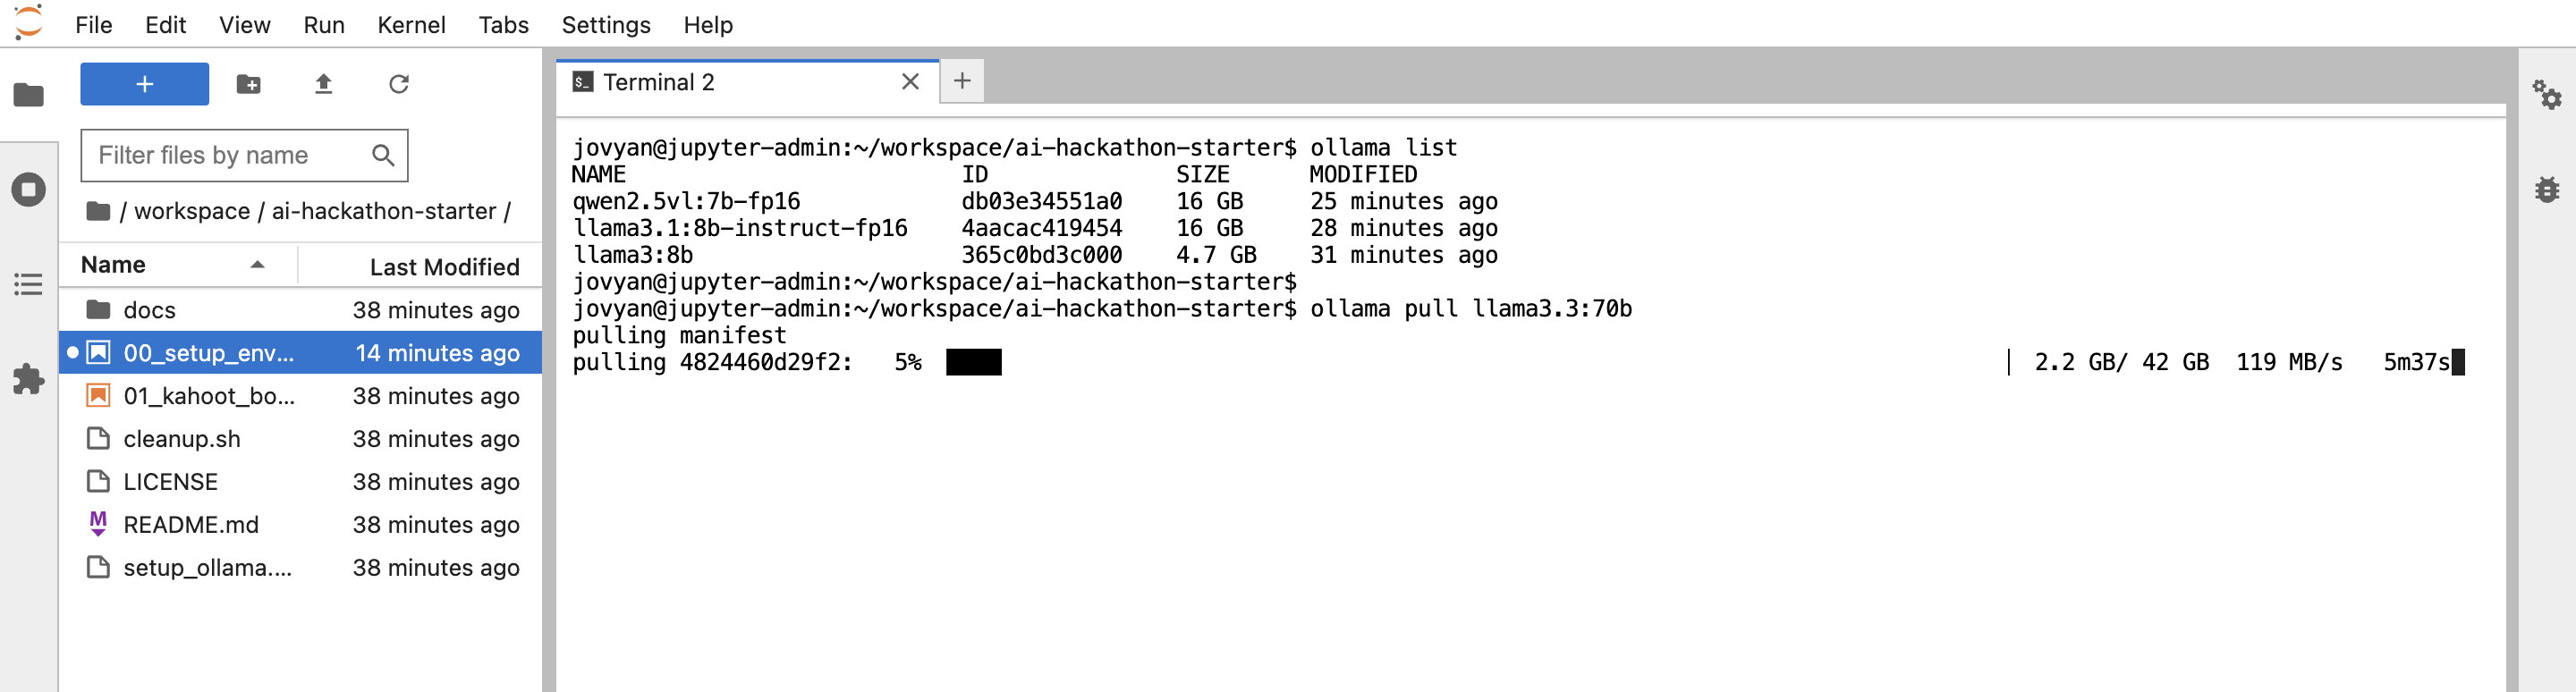 File Edit View Run Kernel Tabs Settings Help
+
Filter files by name
/ workspace / ai-hackathon-starter /
Name Last Modified
docs 38 minutes ago
00_setup_env... 14 minutes ago
01_kahoot_bo... 38 minutes ago
cleanup.sh 38 minutes ago
LICENSE 38 minutes ago
README.md 38 minutes ago
setup_ollama.... 38 minutes ago
$_ Terminal 2 × +
jovyan@jupyter-admin:~/workspace/ai-hackathon-starter$ ollama list
NAME ID SIZE MODIFIED
qwen2.5vl:7b-fp16 db03e34551a0 16 GB 25 minutes ago
llama3.1:8b-instruct-fp16 4aacac419454 16 GB 28 minutes ago
llama3:8b 365c0bd3c000 4.7 GB 31 minutes ago
jovyan@jupyter-admin:~/workspace/ai-hackathon-starter$
jovyan@jupyter-admin:~/workspace/ai-hackathon-starter$ ollama pull llama3.3:70b
pulling manifest
pulling 4824460d29f2: 5% | 2.2 GB/ 42 GB 119 MB/s 5m37s